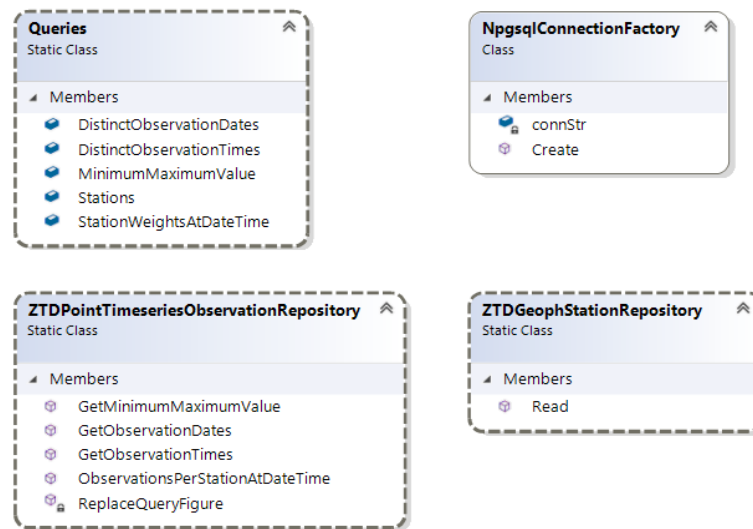 Queries
Static Class
Members
DistinctObservationDates
DistinctObservationTimes
MinimumMaximumValue
Stations
StationWeightsAtDateTime
NpgsqlConnectionFactory
Class
Members
connStr
Create
ZTDPointTimeseriesObservationRepository
Static Class
Members
GetMinimumMaximumValue
GetObservationDates
GetObservationTimes
ObservationsPerStationAtDateTime
ReplaceQueryFigure
ZTDGeophStationRepository
Static Class
Members
Read